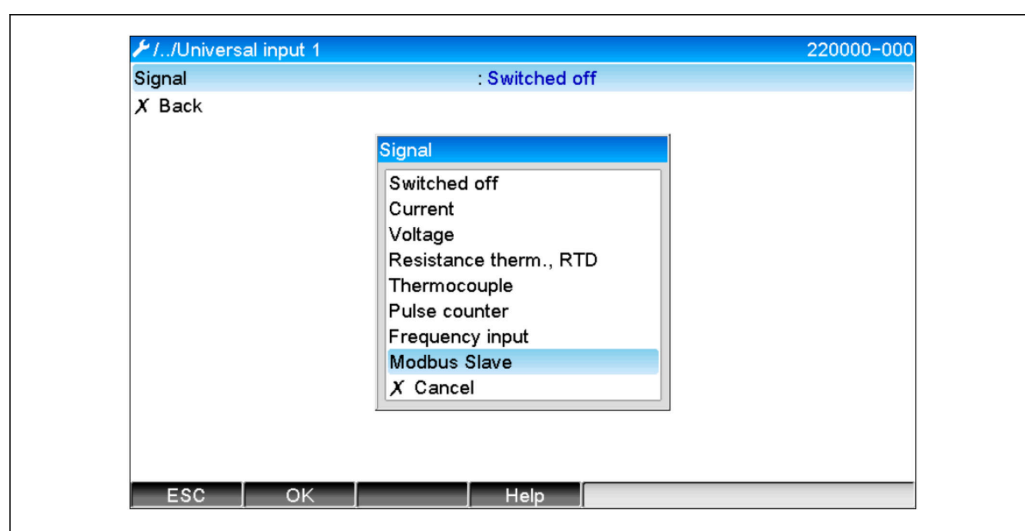 /../Universal input 1 220000-000
Signal : Switched off
X Back
Signal
Switched off
Current
Voltage
Resistance therm., RTD
Thermocouple
Pulse counter
Frequency input
Modbus Slave
X Cancel
ESC OK Help